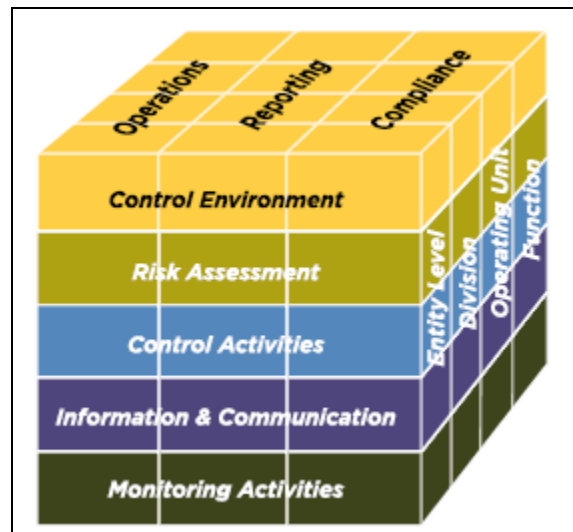 Operations
Reporting
Compliance
Control Environment
Risk Assessment
Control Activities
Information & Communication
Monitoring Activities
Entity Level
Division
Operating Unit
Function